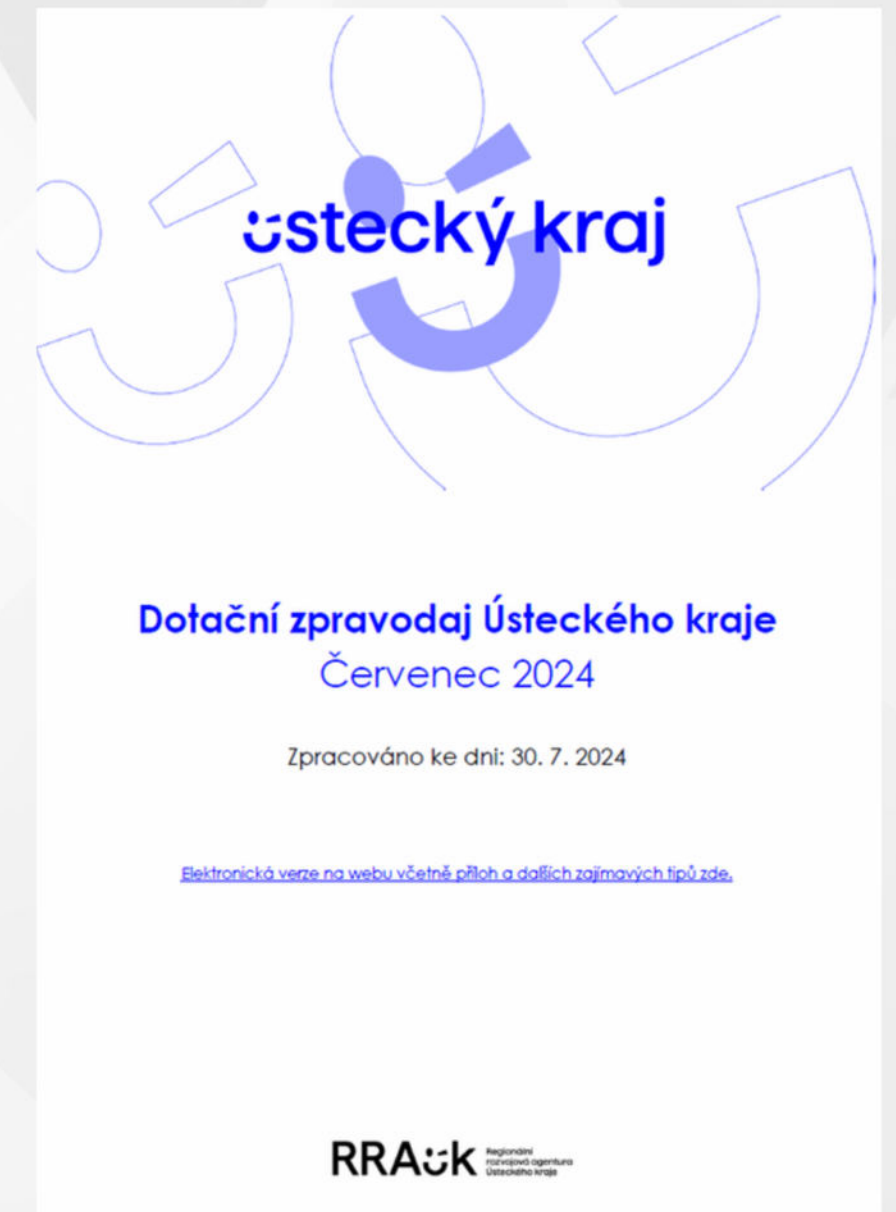 ústecký kraj
Dotační zpravodaj Ústeckého kraje
Červenec 2024
Zpracováno ke dni: 30. 7. 2024
Elektronická verze na webu včetně příloh a dalších zajímavých tipů zde.
RRAúk
Regionální
rozvojová agentura
Ústeckého kraje